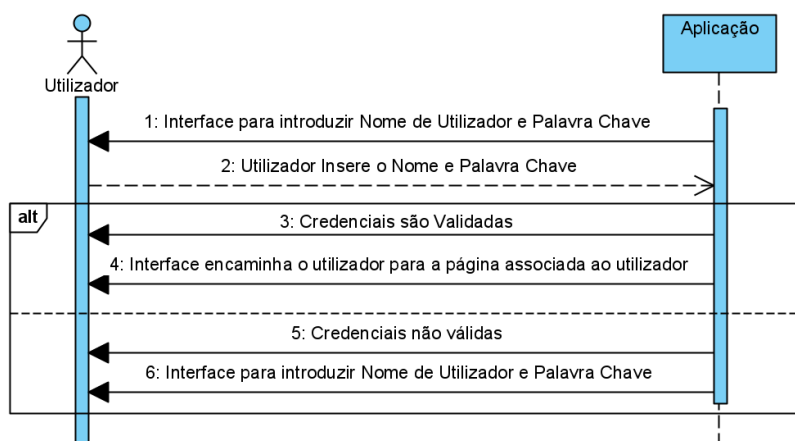 Utilizador
Aplicação
1: Interface para introduzir Nome de Utilizador e Palavra Chave
2: Utilizador Insere o Nome e Palavra Chave
alt
3: Credenciais são Validadas
4: Interface encaminha o utilizador para a página associada ao utilizador
5: Credenciais não válidas
6: Interface para introduzir Nome de Utilizador e Palavra Chave